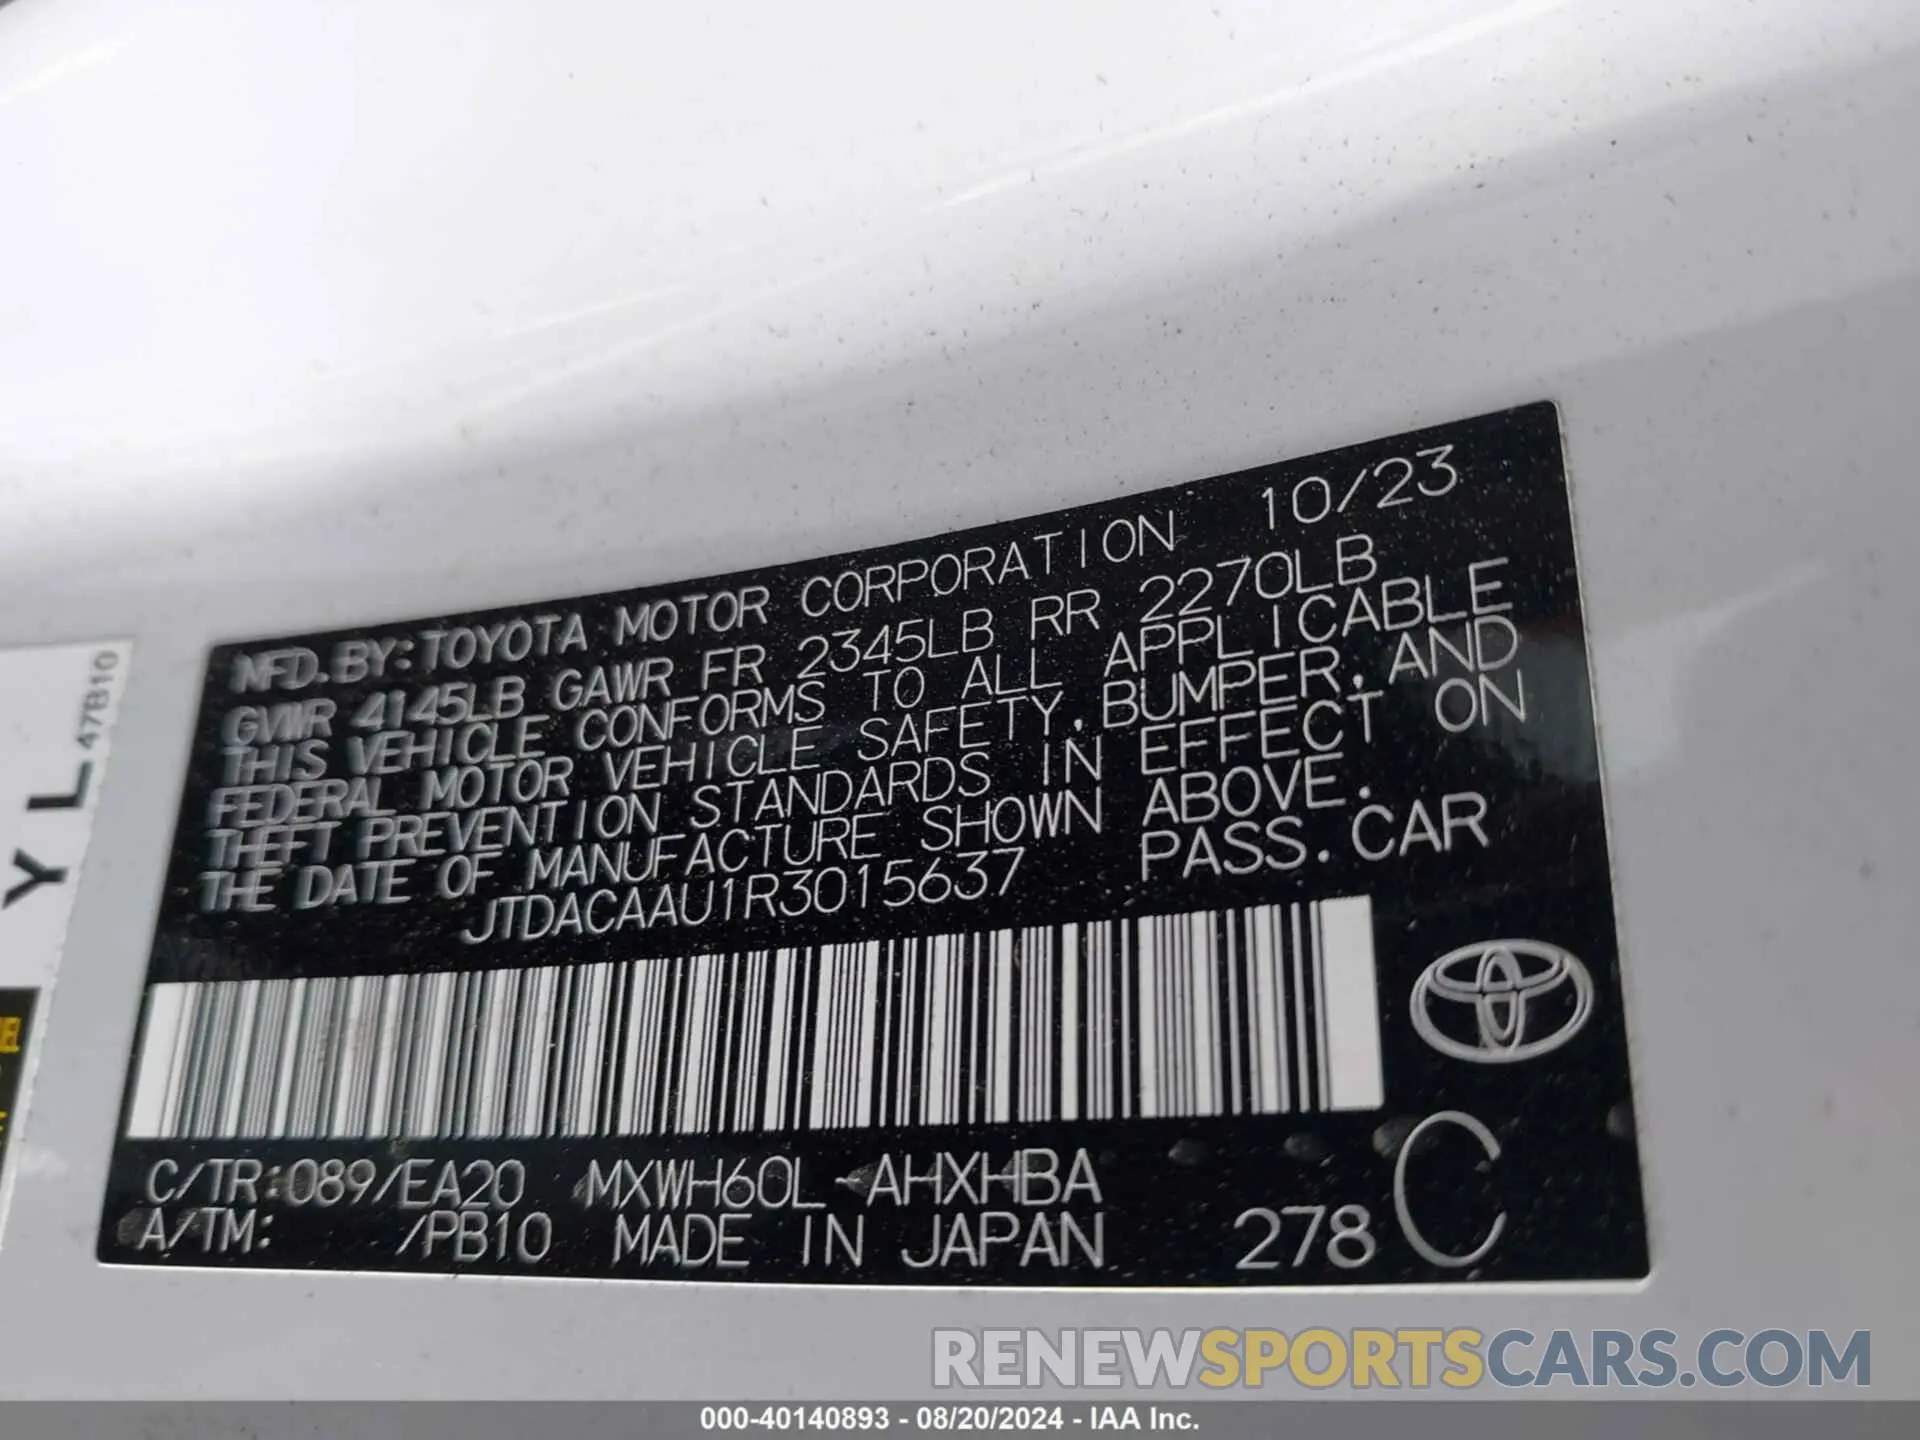 MFD.BY:TOYOTA MOTOR CORPORATION 10/23
GVWR 4145LB GAWR FR 2345LB RR 2270LB
THIS VEHICLE CONFORMS TO ALL APPLICABLE
FEDERAL MOTOR VEHICLE SAFETY, BUMPER, AND
THEFT PREVENTION STANDARDS IN EFFECT ON
THE DATE OF MANUFACTURE SHOWN ABOVE.
JTDACAAU1R3015637 PASS. CAR
C/TR:089/EA20 MXWH60L-AHXHBA
A/TM: /PB10 MADE IN JAPAN 278 C
Y L 47B10
RENEWSPORTSCARS.COM
000-40140893 - 08/20/2024 - IAA Inc.